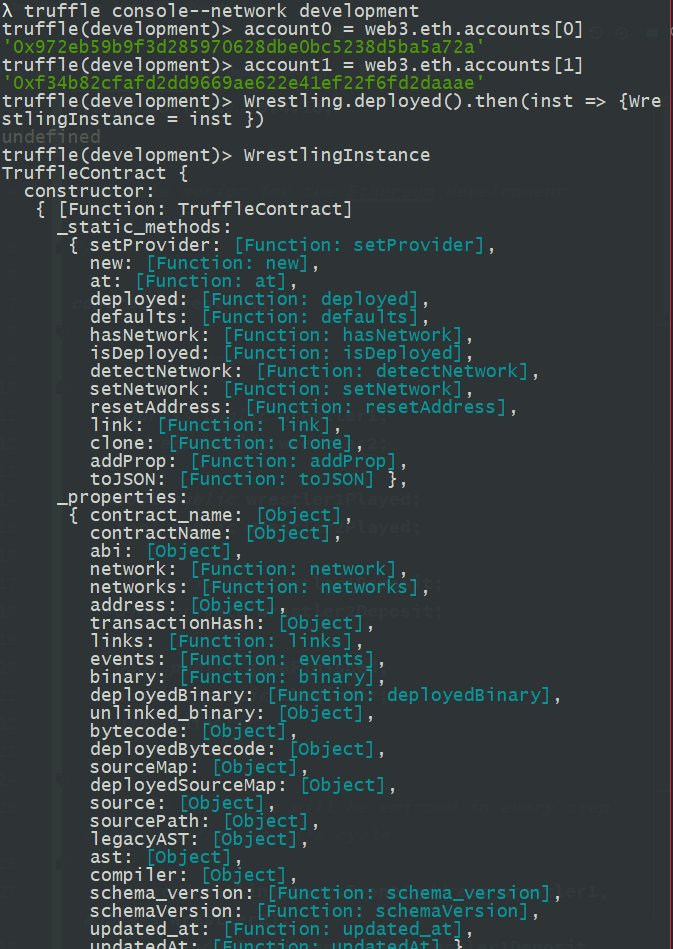 λ truffle console--network development
truffle(development)> account0 = web3.eth.accounts[0]
'0x972eb59b9f3d285970628dbe0bc5238d5ba5a72a'
truffle(development)> account1 = web3.eth.accounts[1]
'0xf34b82cfafd2dd9669ae622e41ef22f6fd2daaae'
truffle(development)> Wrestling.deployed().then(inst => {Wre
stlingInstance = inst })
undefined
truffle(development)> WrestlingInstance
TruffleContract {
  constructor:
   { [Function: TruffleContract]
     _static_methods:
      { setProvider: [Function: setProvider],
        new: [Function: new],
        at: [Function: at],
        deployed: [Function: deployed],
        defaults: [Function: defaults],
        hasNetwork: [Function: hasNetwork],
        isDeployed: [Function: isDeployed],
        detectNetwork: [Function: detectNetwork],
        setNetwork: [Function: setNetwork],
        resetAddress: [Function: resetAddress],
        link: [Function: link],
        clone: [Function: clone],
        addProp: [Function: addProp],
        toJSON: [Function: toJSON] },
     _properties:
      { contract_name: [Object],
        contractName: [Object],
        abi: [Object],
        network: [Function: network],
        networks: [Function: networks],
        address: [Object],
        transactionHash: [Object],
        links: [Function: links],
        events: [Function: events],
        binary: [Function: binary],
        deployedBinary: [Function: deployedBinary],
        unlinked_binary: [Object],
        bytecode: [Object],
        deployedBytecode: [Object],
        sourceMap: [Object],
        deployedSourceMap: [Object],
        source: [Object],
        sourcePath: [Object],
        legacyAST: [Object],
        ast: [Object],
        compiler: [Object],
        schema_version: [Function: schema_version],
        schemaVersion: [Function: schemaVersion],
        updated_at: [Function: updated_at],
        updatedAt: [Function: updatedAt] }